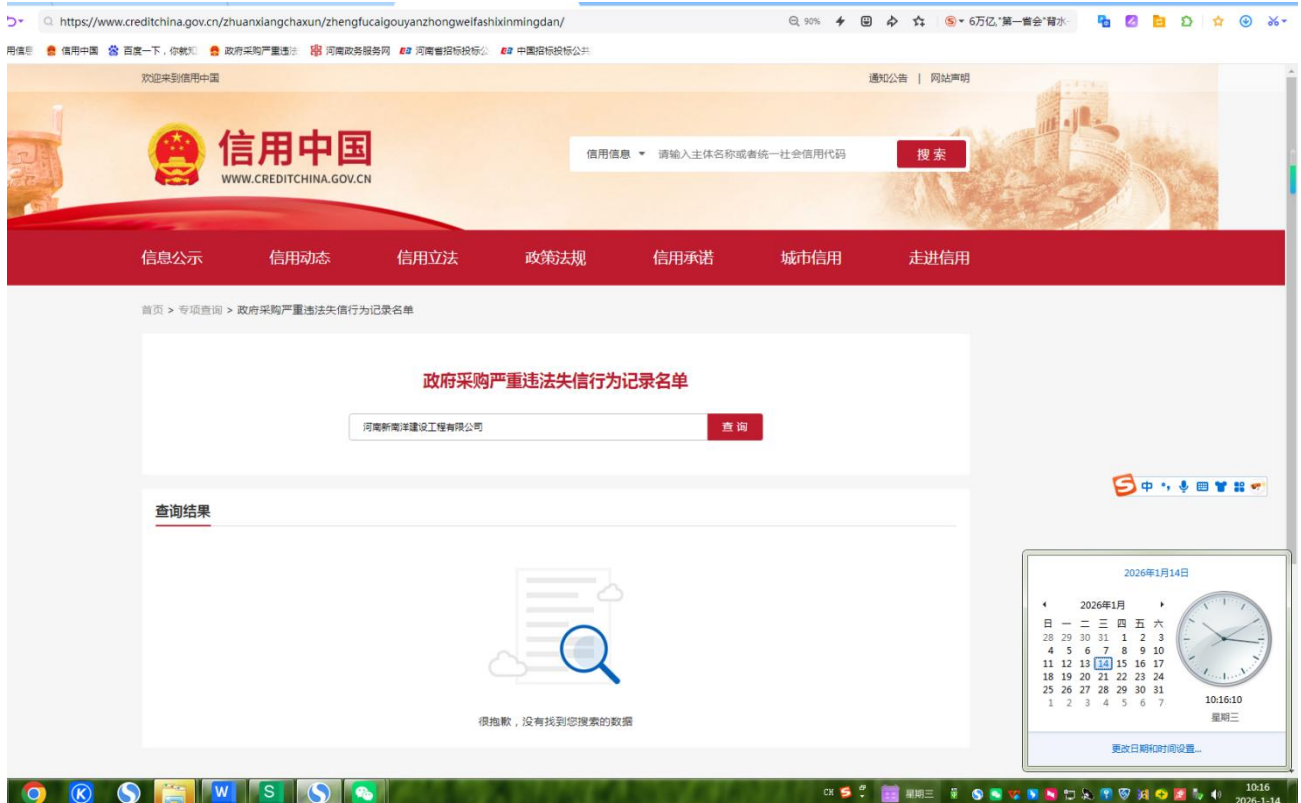 https://www.creditchina.gov.cn/zhuanxiangchaxun/zhengfucaigouyanzhongweifashixinmingdan/
90%
6万亿,"第一省会"背水
用信息
信用中国
百度一下，你就知
政府采购严重违法
河南政务服务网
河南省招标投标公
中国招标投标公共
欢迎来到信用中国
通知公告 | 网站声明
信用中国
WWW.CREDITCHINA.GOV.CN
信用信息
请输入主体名称或者统一社会信用代码
搜索
信息公示 信用动态 信用立法 政策法规 信用承诺 城市信用 走进信用
首页 > 专项查询 > 政府采购严重违法失信行为记录名单
政府采购严重违法失信行为记录名单
河南新南洋建设工程有限公司
查询
中
查询结果
很抱歉，没有找到您搜索的数据
2026年1月14日
2026年1月
日 一 二 三 四 五 六
28 29 30 31 1 2 3
4 5 6 7 8 9 10
11 12 13 14 15 16 17
18 19 20 21 22 23 24
25 26 27 28 29 30 31
1 2 3 4 5 6 7
10:16:10
星期三
更改日期和时间设置...
CH
星期三
10:16
2026-1-14